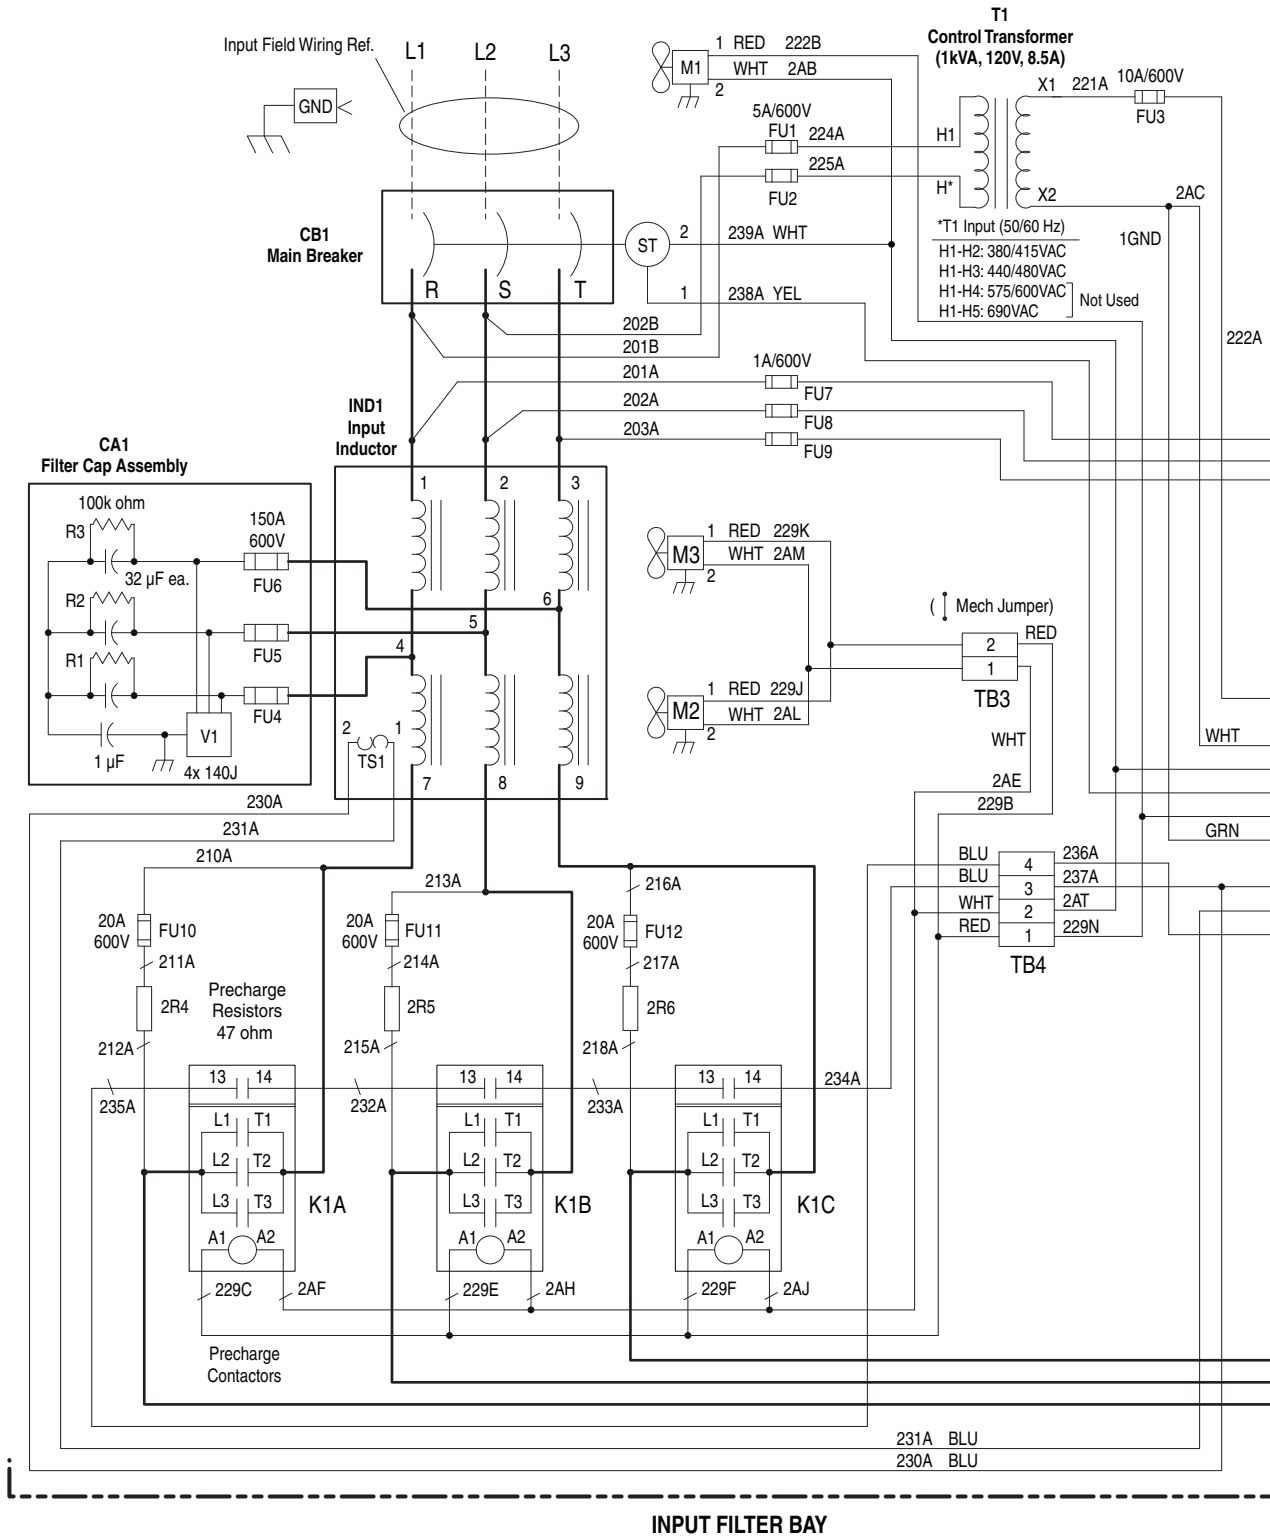 T1
Control Transformer
(1kVA, 120V, 8.5A)
Input Field Wiring Ref.
L1
L2
L3
GND
M1
1 RED 222B
WHT 2AB
2
5A/600V
FU1
224A
225A
FU2
H1
H*
X1 221A
10A/600V
FU3
X2
2AC
1GND
*T1 Input (50/60 Hz)
H1-H2: 380/415VAC
H1-H3: 440/480VAC
H1-H4: 575/600VAC
H1-H5: 690VAC
Not Used
222A
CB1
Main Breaker
R
S
T
ST
2
239A WHT
1
238A YEL
202B
201B
201A
202A
203A
1A/600V
FU7
FU8
FU9
IND1
Input
Inductor
1
2
3
4
5
6
7
8
9
2
1
TS1
CA1
Filter Cap Assembly
100k ohm
R3
32 µF ea.
R2
R1
1 µF
V1
4x 140J
150A
600V
FU6
FU5
FU4
M3
1 RED 229K
WHT 2AM
2
M2
1 RED 229J
WHT 2AL
2
( Mech Jumper)
2
1
RED
TB3
WHT
2AE
229B
WHT
GRN
230A
231A
210A
213A
216A
20A
600V
FU10
20A
600V
FU11
20A
600V
FU12
211A
214A
217A
2R4
Precharge
Resistors
47 ohm
2R5
2R6
212A
215A
218A
BLU
4
236A
BLU
3
237A
WHT
2
2AT
RED
1
229N
TB4
235A
13 14
232A
13 14
233A
13 14
234A
L1 T1
L2 T2
L3 T3
A1 A2
K1A
L1 T1
L2 T2
L3 T3
A1 A2
K1B
L1 T1
L2 T2
L3 T3
A1 A2
K1C
229C
2AF
229E
2AH
229F
2AJ
Precharge
Contactors
231A BLU
230A BLU
INPUT FILTER BAY